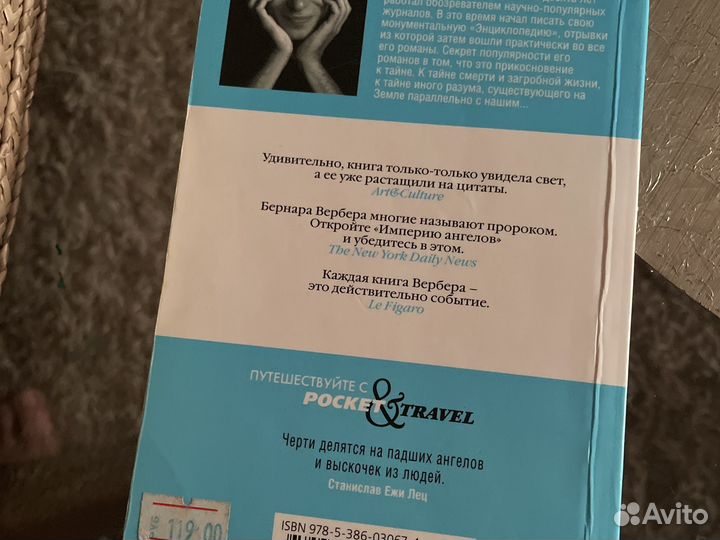 работал обозревателем научно-популярных
журналов. В это время начал писать свою
монументальную «Энциклопедию», отрывки
из которой затем вошли практически во все
его романы. Секрет популярности его
романов в том, что это прикосновение
к тайне. К тайне смерти и загробной жизни,
к тайне иного разума, существующего на
Земле параллельно с нашим...
Удивительно, книга только-только увидела свет,
а ее уже растащили на цитаты.
Art&Culture
Бернара Вербера многие называют пророком.
Откройте «Империю ангелов»
и убедитесь в этом.
The New York Daily News
Каждая книга Вербера –
это действительно событие.
Le Figaro
ПУТЕШЕСТВУЙТЕ С
POCKET&TRAVEL
Черти делятся на падших ангелов
и выскочек из людей.
Станислав Ежи Лец
РУБ 119.00
ISBN 978-5-386-03067-
Avito